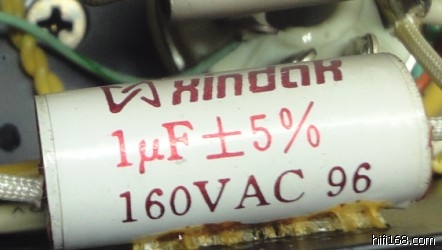 XINDAK
1μF ± 5%
160VAC 96
hifi168.com